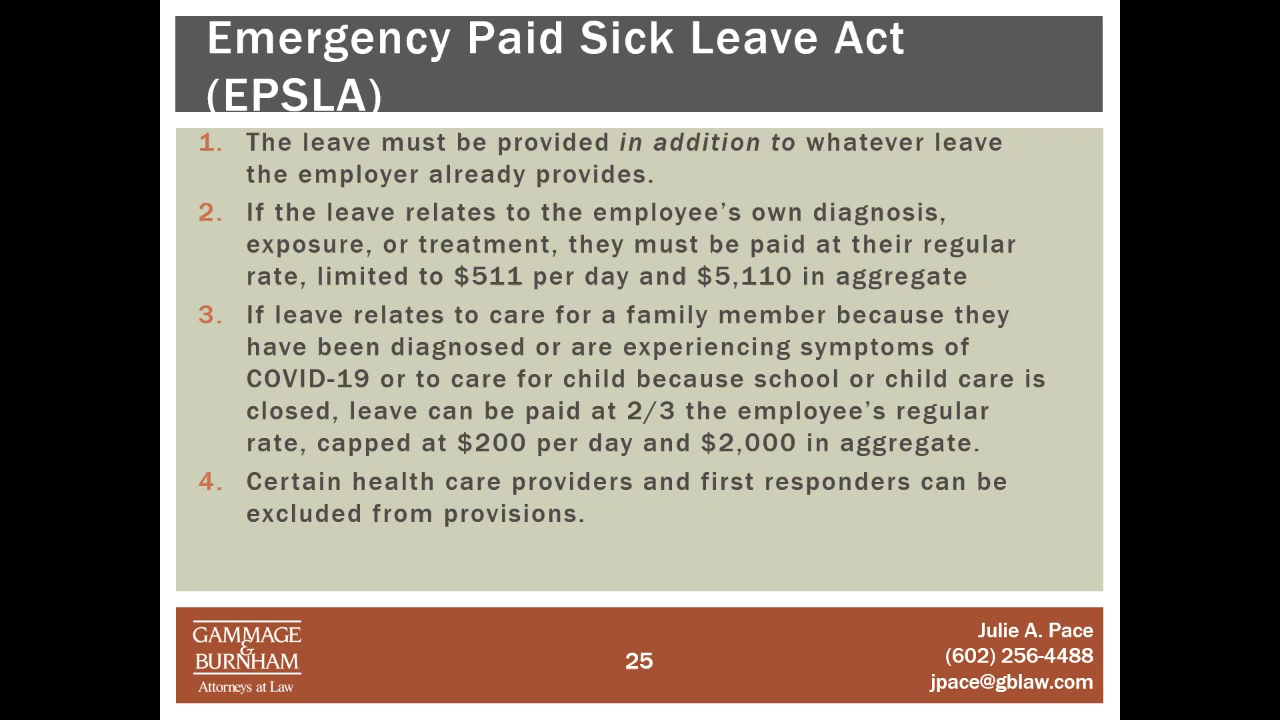 Emergency Paid Sick Leave Act
(EPSLA)
1. The leave must be provided in addition to whatever leave
the employer already provides.
2. If the leave relates to the employee’s own diagnosis,
exposure, or treatment, they must be paid at their regular
rate, limited to $511 per day and $5,110 in aggregate
3. If leave relates to care for a family member because they
have been diagnosed or are experiencing symptoms of
COVID-19 or to care for child because school or child care is
closed, leave can be paid at 2/3 the employee’s regular
rate, capped at $200 per day and $2,000 in aggregate.
4. Certain health care providers and first responders can be
excluded from provisions.
GAMMAGE
&
BURNHAM
Attorneys at Law
25
Julie A. Pace
(602) 256-4488
jpace@gblaw.com